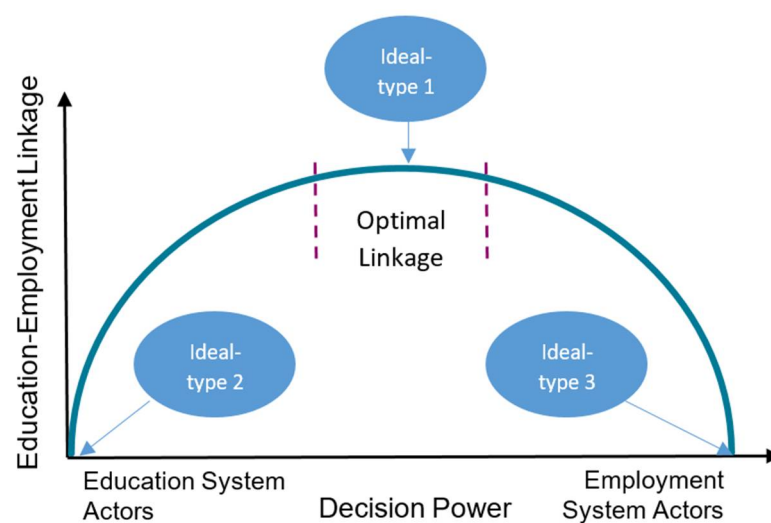 Ideal-
type 1
Education-Employment Linkage
Optimal
Linkage
Ideal-
type 2
Ideal-
type 3
Education System
Actors
Decision Power
Employment
System Actors